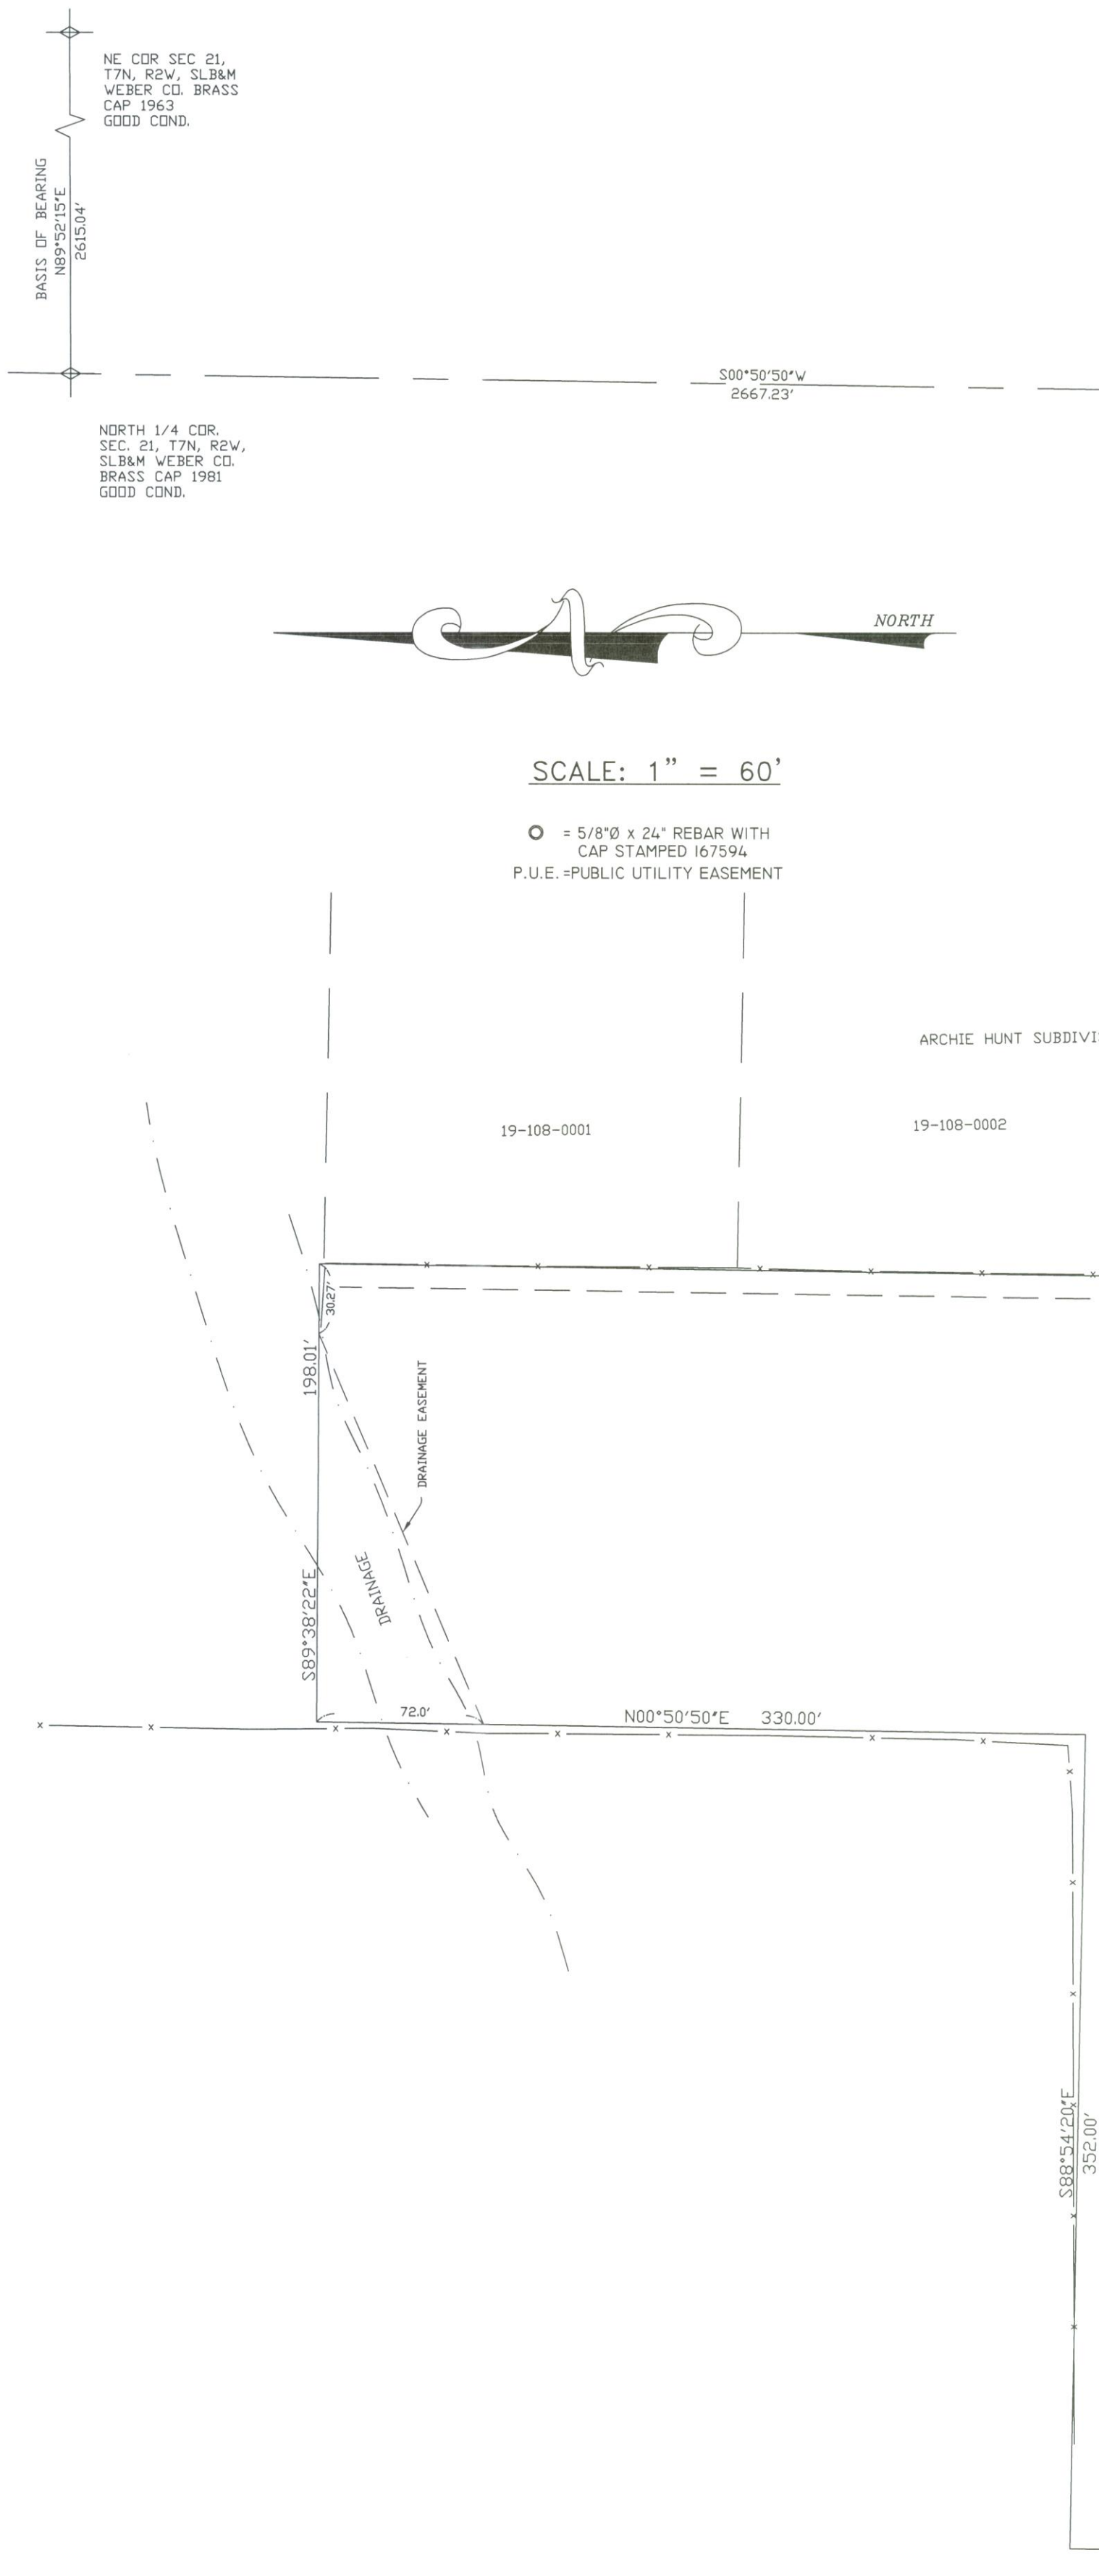 NE COR SEC 21,
T7N, R2W, SLB&M
WEBER CO. BRASS
CAP 1963
GOOD COND.
BASIS OF BEARING
N89°52'15"E
2615.04'
S00°50'50"W
2667.23'
NORTH 1/4 COR.
SEC. 21, T7N, R2W,
SLB&M WEBER CO.
BRASS CAP 1981
GOOD COND.
NORTH
SCALE: 1" = 60'
= 5/8"Ø x 24" REBAR WITH
CAP STAMPED 167594
P.U.E. =PUBLIC UTILITY EASEMENT
ARCHIE HUNT SUBDIVI
19-108-0001
19-108-0002
30.27'
198.01'
DRAINAGE EASEMENT
DRAINAGE
S89°38'22"E
72.0'
N00°50'50"E 330.00'
S88°54'20"E
352.00'